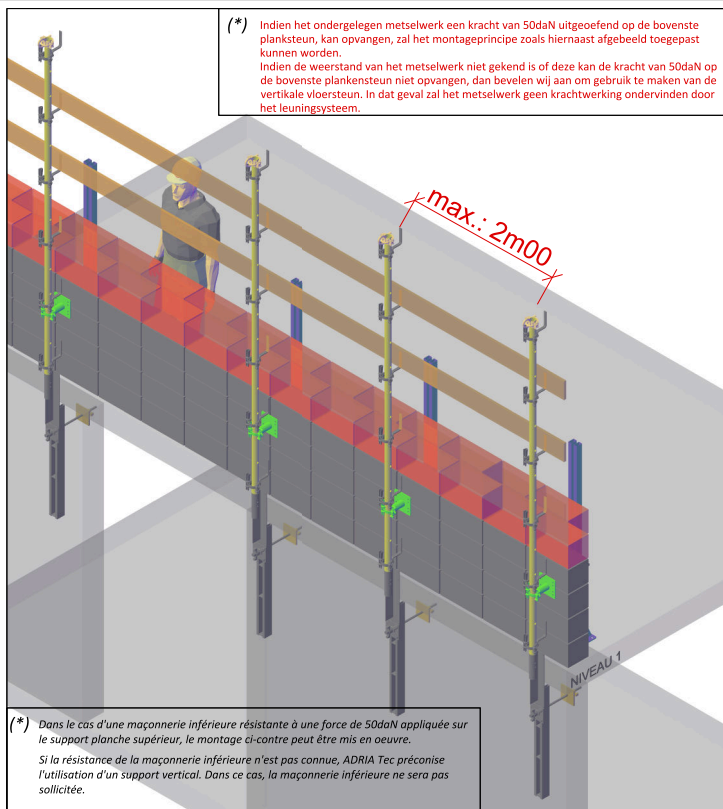 (*) Indien het ondergelegen metselwerk een kracht van 50daN uitgeoefend op de bovenste
planksteun, kan opvangen, zal het montageprincipe zoals hiernaast afgebeeld toegepast
kunnen worden.
Indien de weerstand van het metselwerk niet gekend is of deze kan de kracht van 50daN op
de bovenste plankensteun niet opvangen, dan bevelen wij aan om gebruik te maken van de
vertikale vloersteun. In dat geval zal het metselwerk geen krachtwerking ondervinden door
het leuningsysteem.
max.: 2m00
NIVEAU 1
(*) Dans le cas d'une maçonnerie inférieure résistante à une force de 50daN appliquée sur
le support planche supérieur, le montage ci-contre peut être mis en oeuvre.
Si la résistance de la maçonnerie inférieure n'est pas connue, ADRIA Tec préconise
l'utilisation d'un support vertical. Dans ce cas, la maçonnerie inférieure ne sera pas
sollicitée.